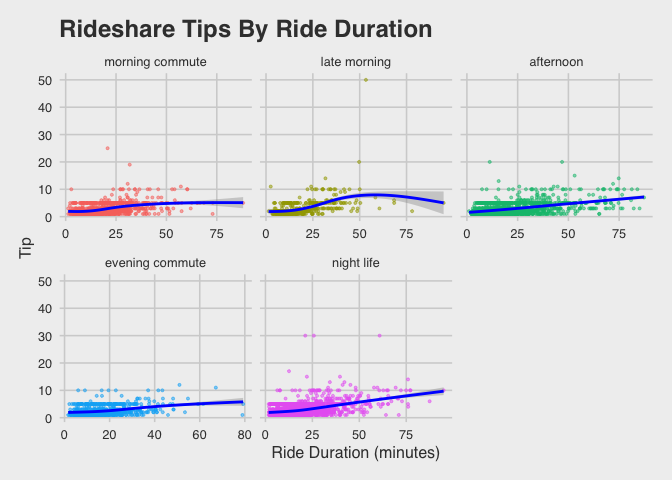 Rideshare Tips By Ride Duration
morning commute late morning afternoon
50
40
30
20
10
0
0 25 50 75 0 25 50 75 0 25 50 75
Tip
evening commute night life
50
40
30
20
10
0
0 20 40 60 80 0 25 50 75
Ride Duration (minutes)